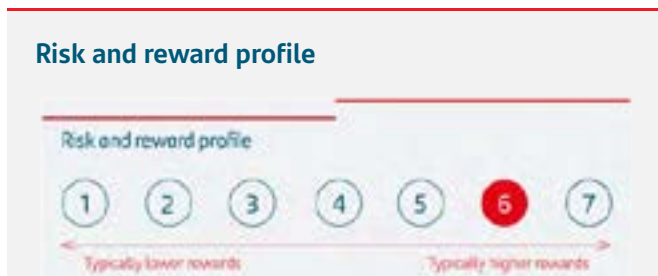 Risk and reward profile
Risk and reward profile
1 2 3 4 5 6 7
Typically lower rewards Typically higher rewards